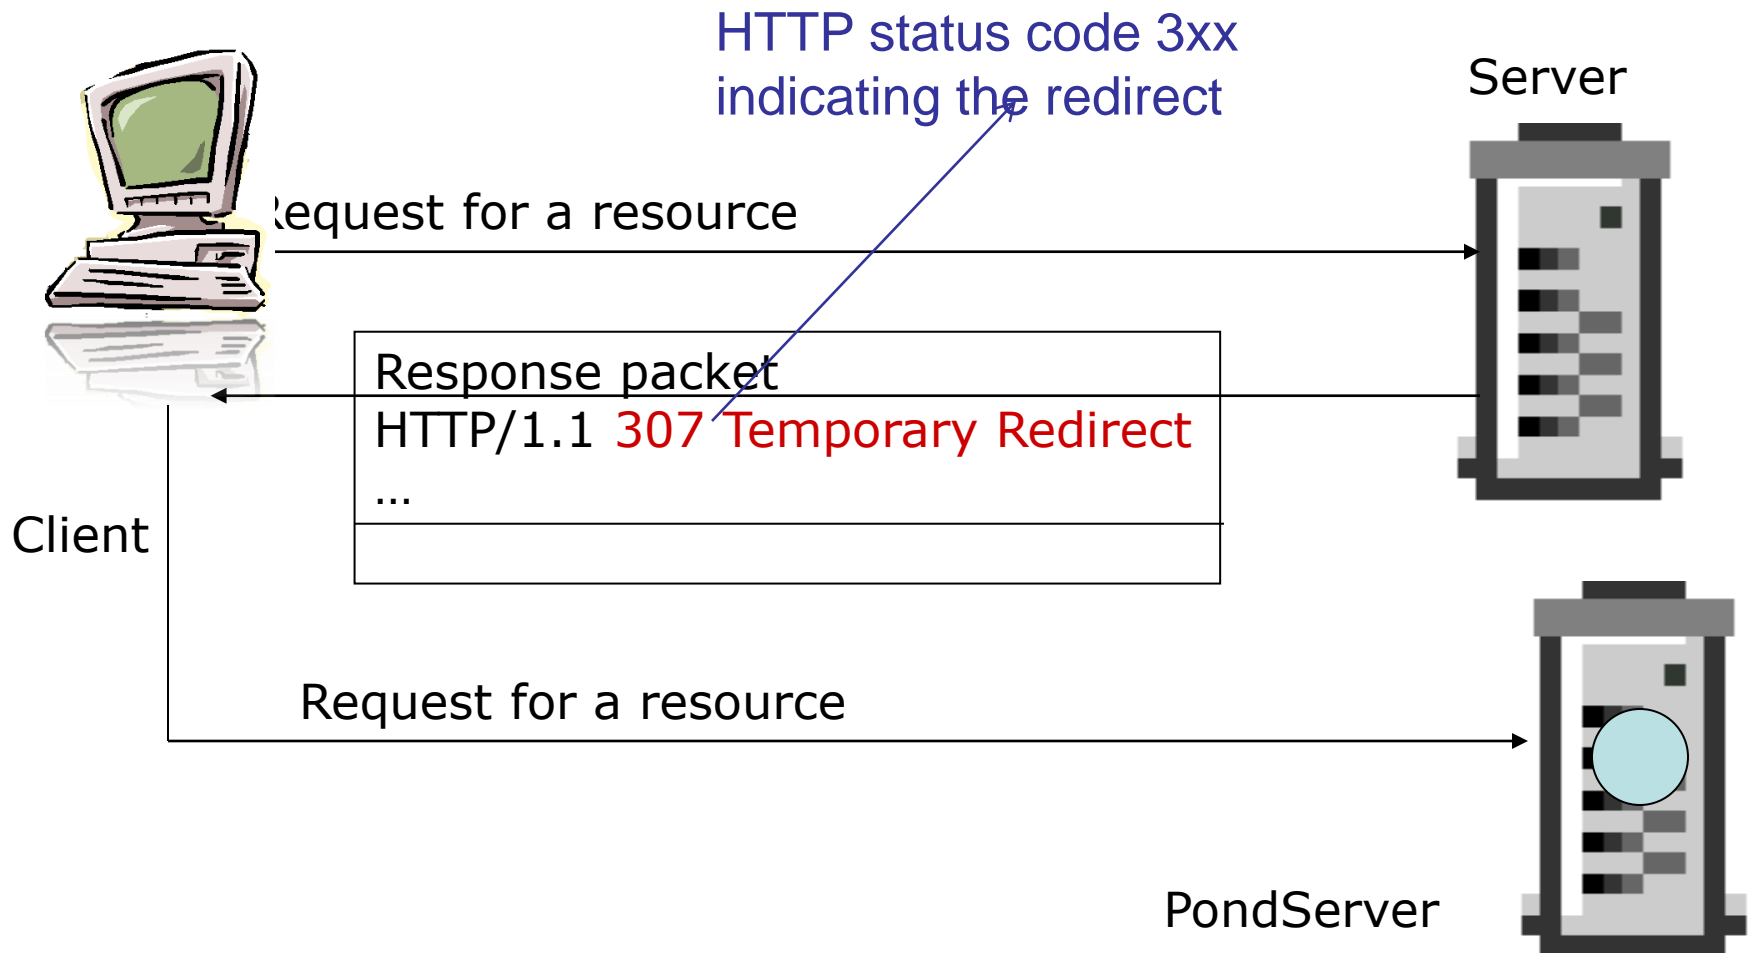 HTTP status code 3xx
indicating the redirect
Server
Request for a resource
Response packet
HTTP/1.1 307 Temporary Redirect
…
Client
Request for a resource
PondServer